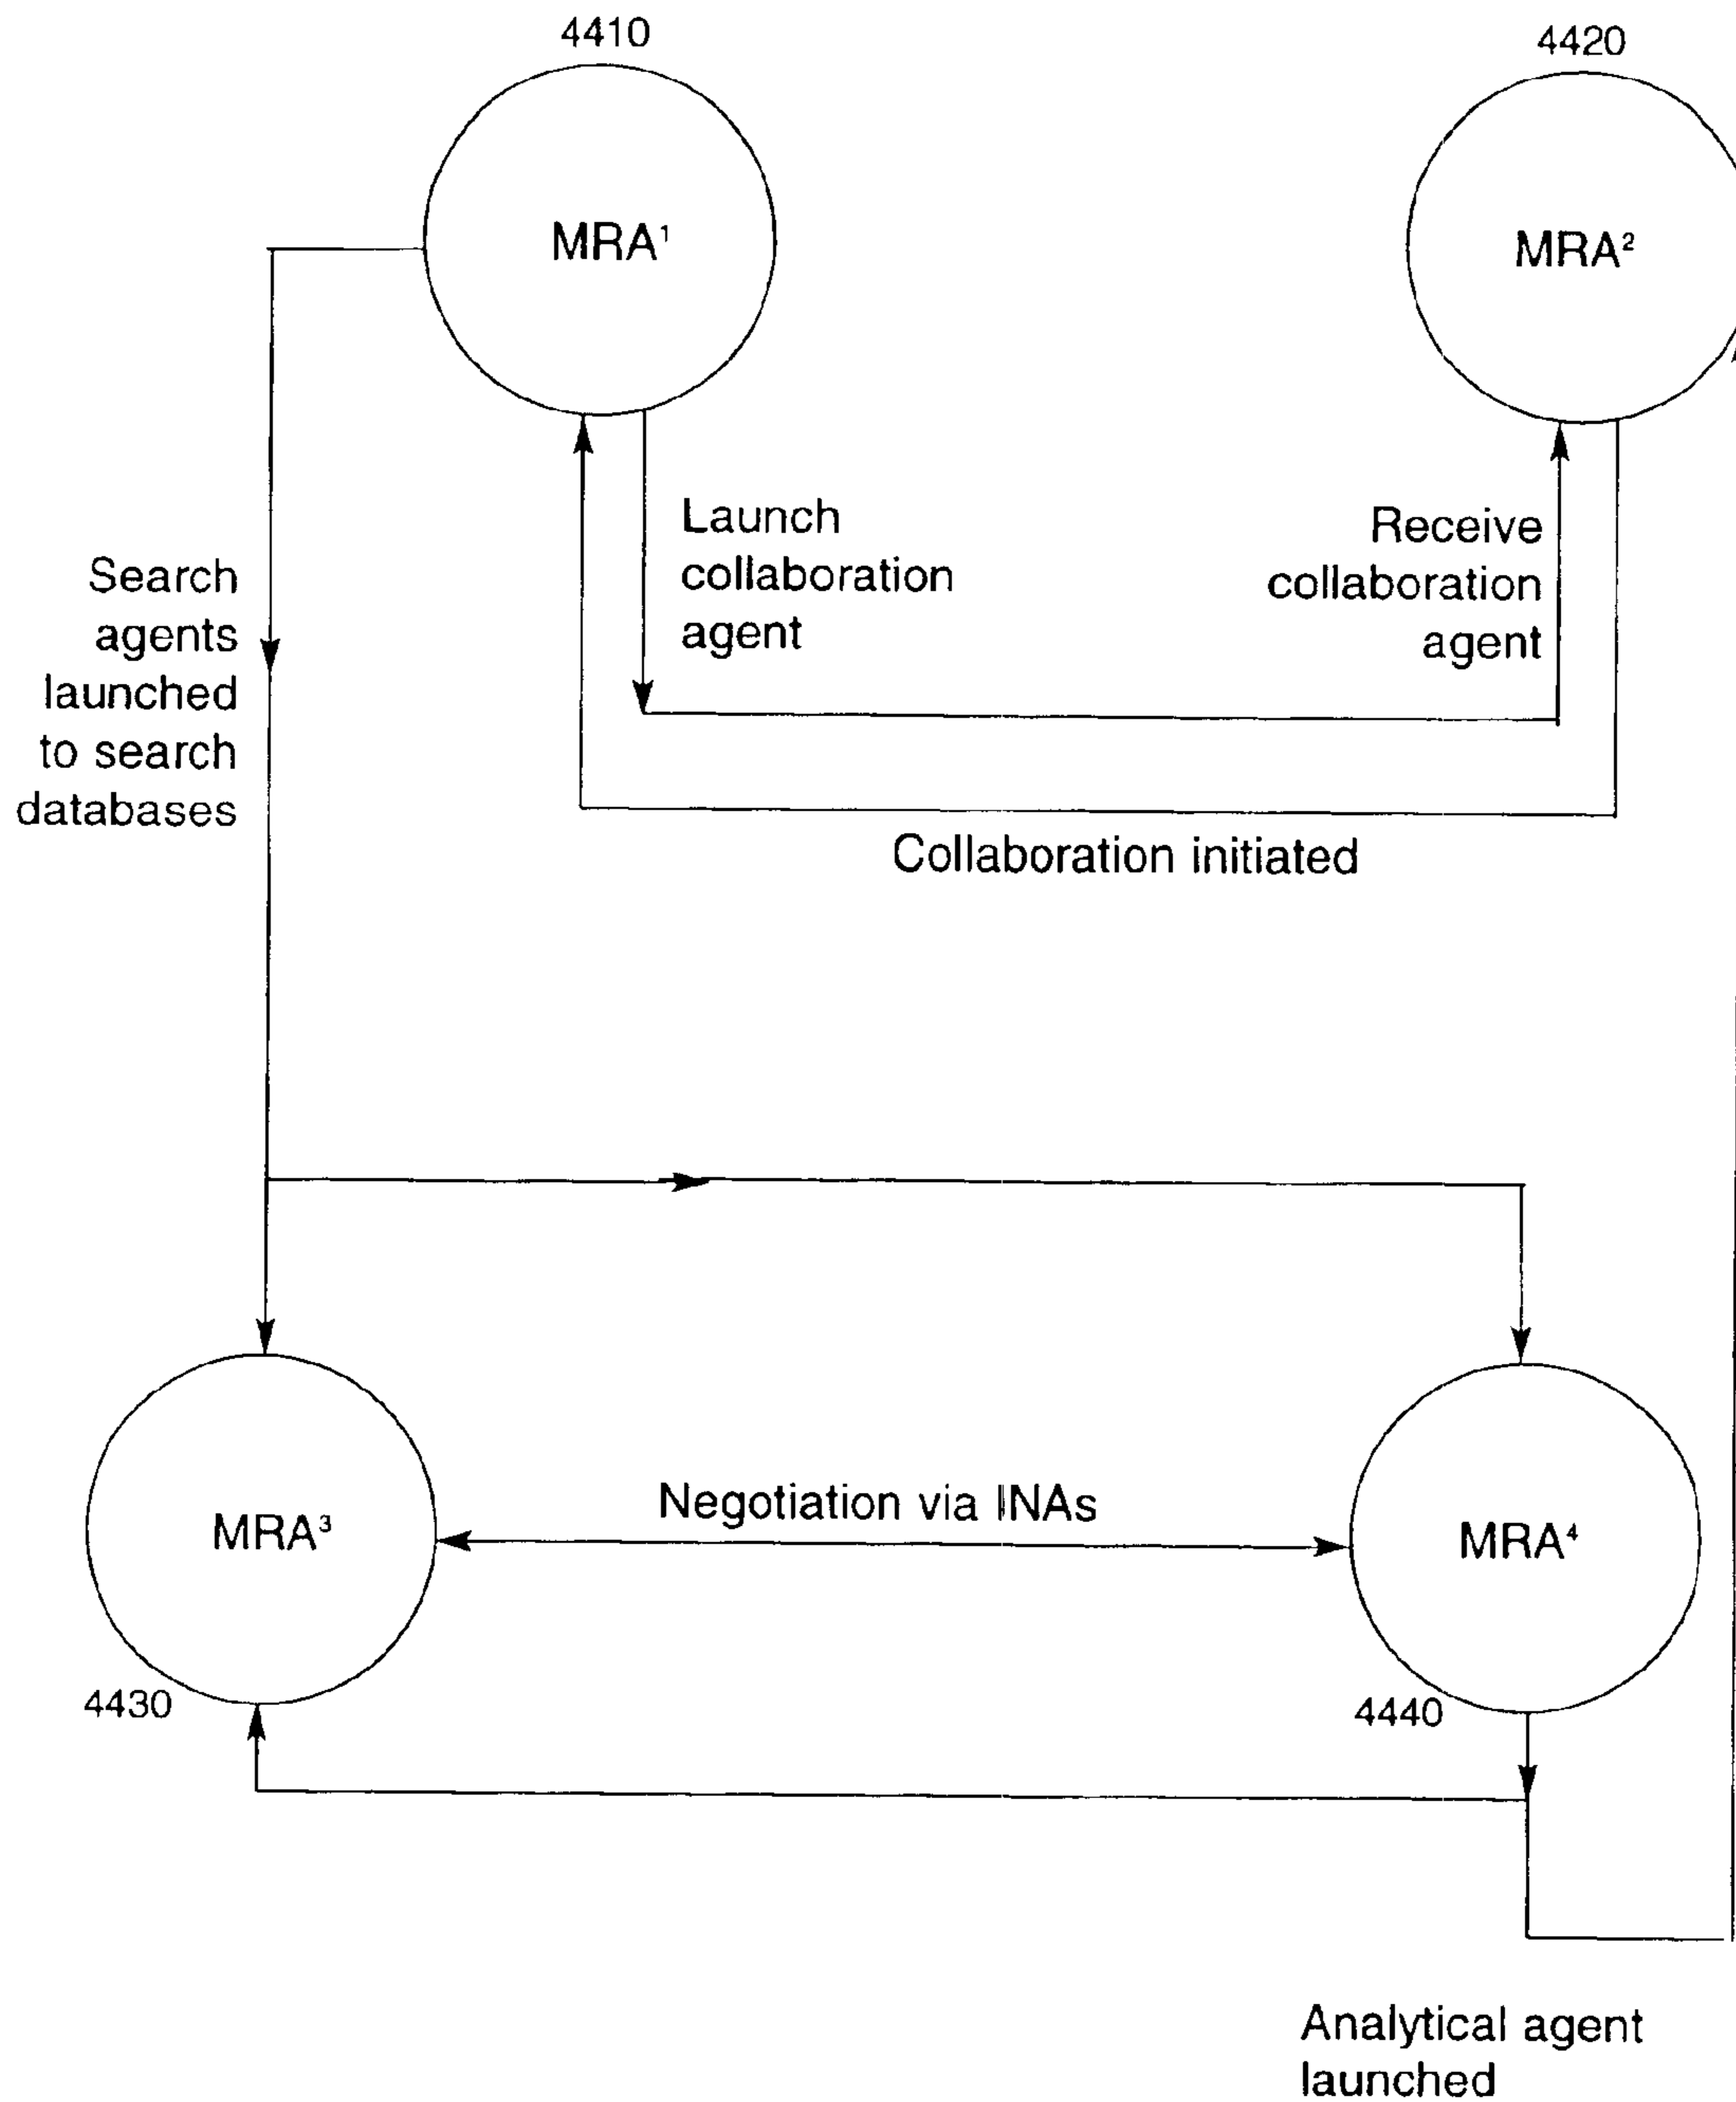 4410
4420
MRA¹
MRA²
Launch
collaboration
agent
Receive
collaboration
agent
Search
agents
launched
to search
databases
Collaboration initiated
Negotiation via INAs
MRA³
MRA⁴
4430
4440
Analytical agent
launched